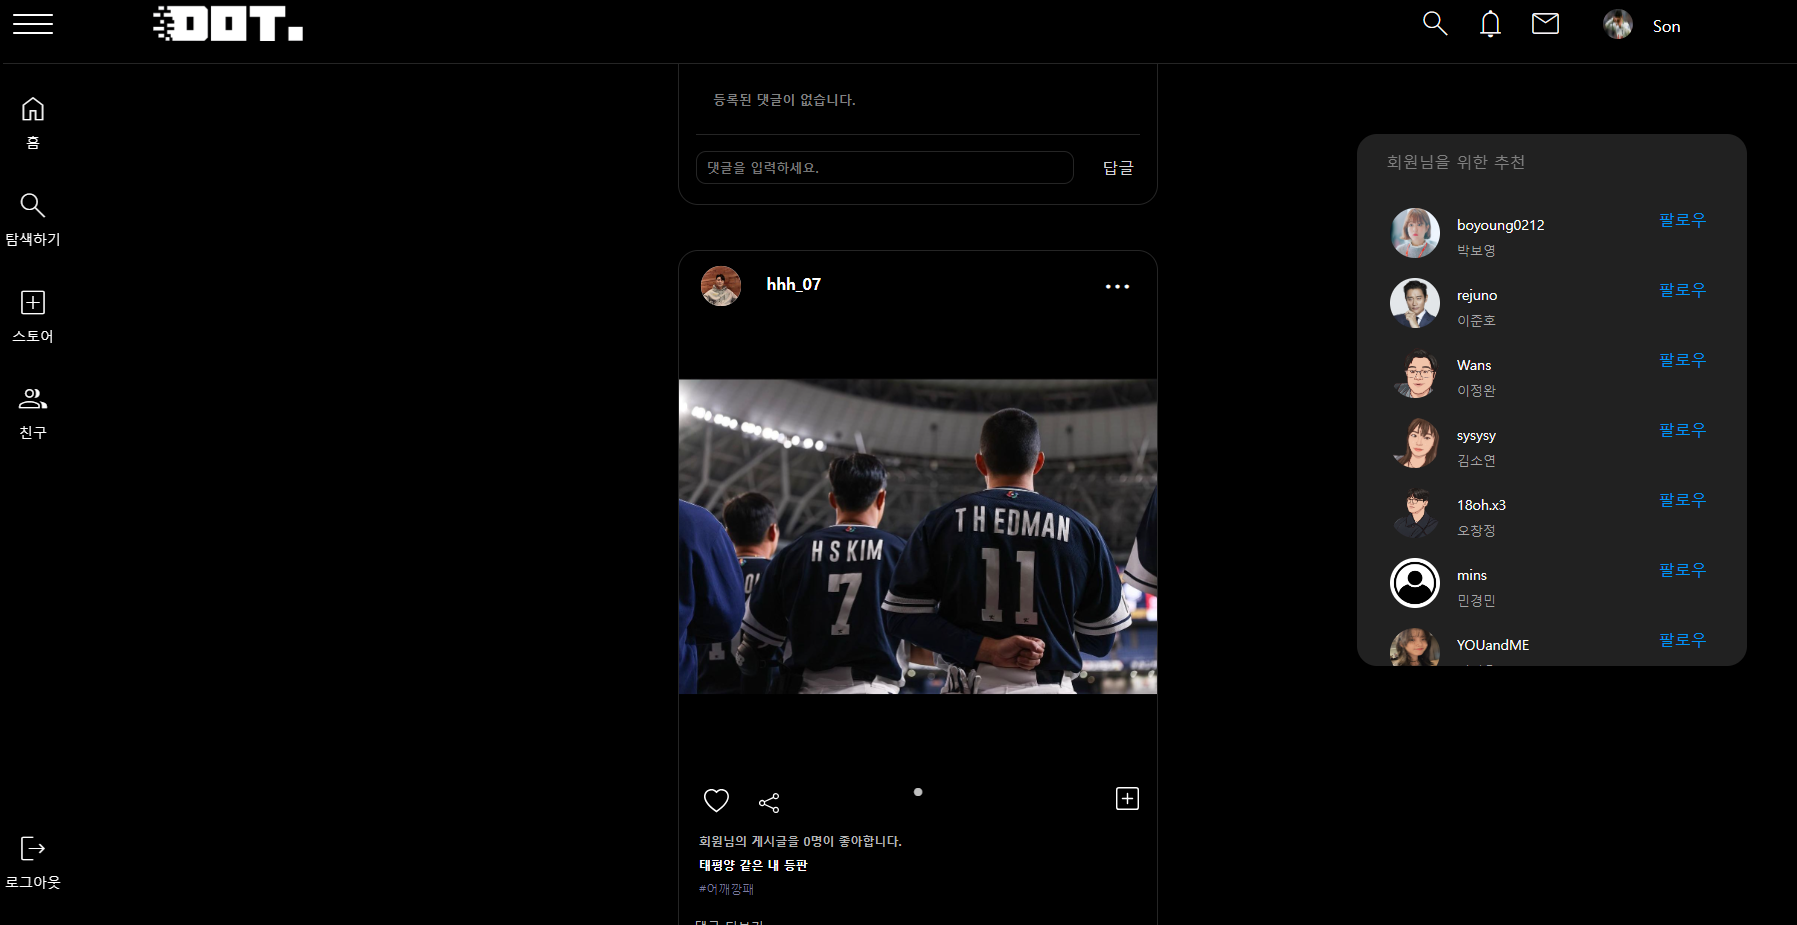 DOT.
Son
홈
탐색하기
스토어
친구
로그아웃
등록된 댓글이 없습니다.
댓글을 입력하세요.
답글
hhh_07
H S KIM
7
T H EDMAN
11
회원님의 게시글을 0명이 좋아합니다.
태평양 같은 내 등판
#어깨깡패
회원님을 위한 추천
boyoung0212
팔로우
박보영
rejuno
팔로우
이준호
Wans
팔로우
이정완
sysysy
팔로우
김소연
18oh.x3
팔로우
오창정
mins
팔로우
민경민
YOUandME
팔로우